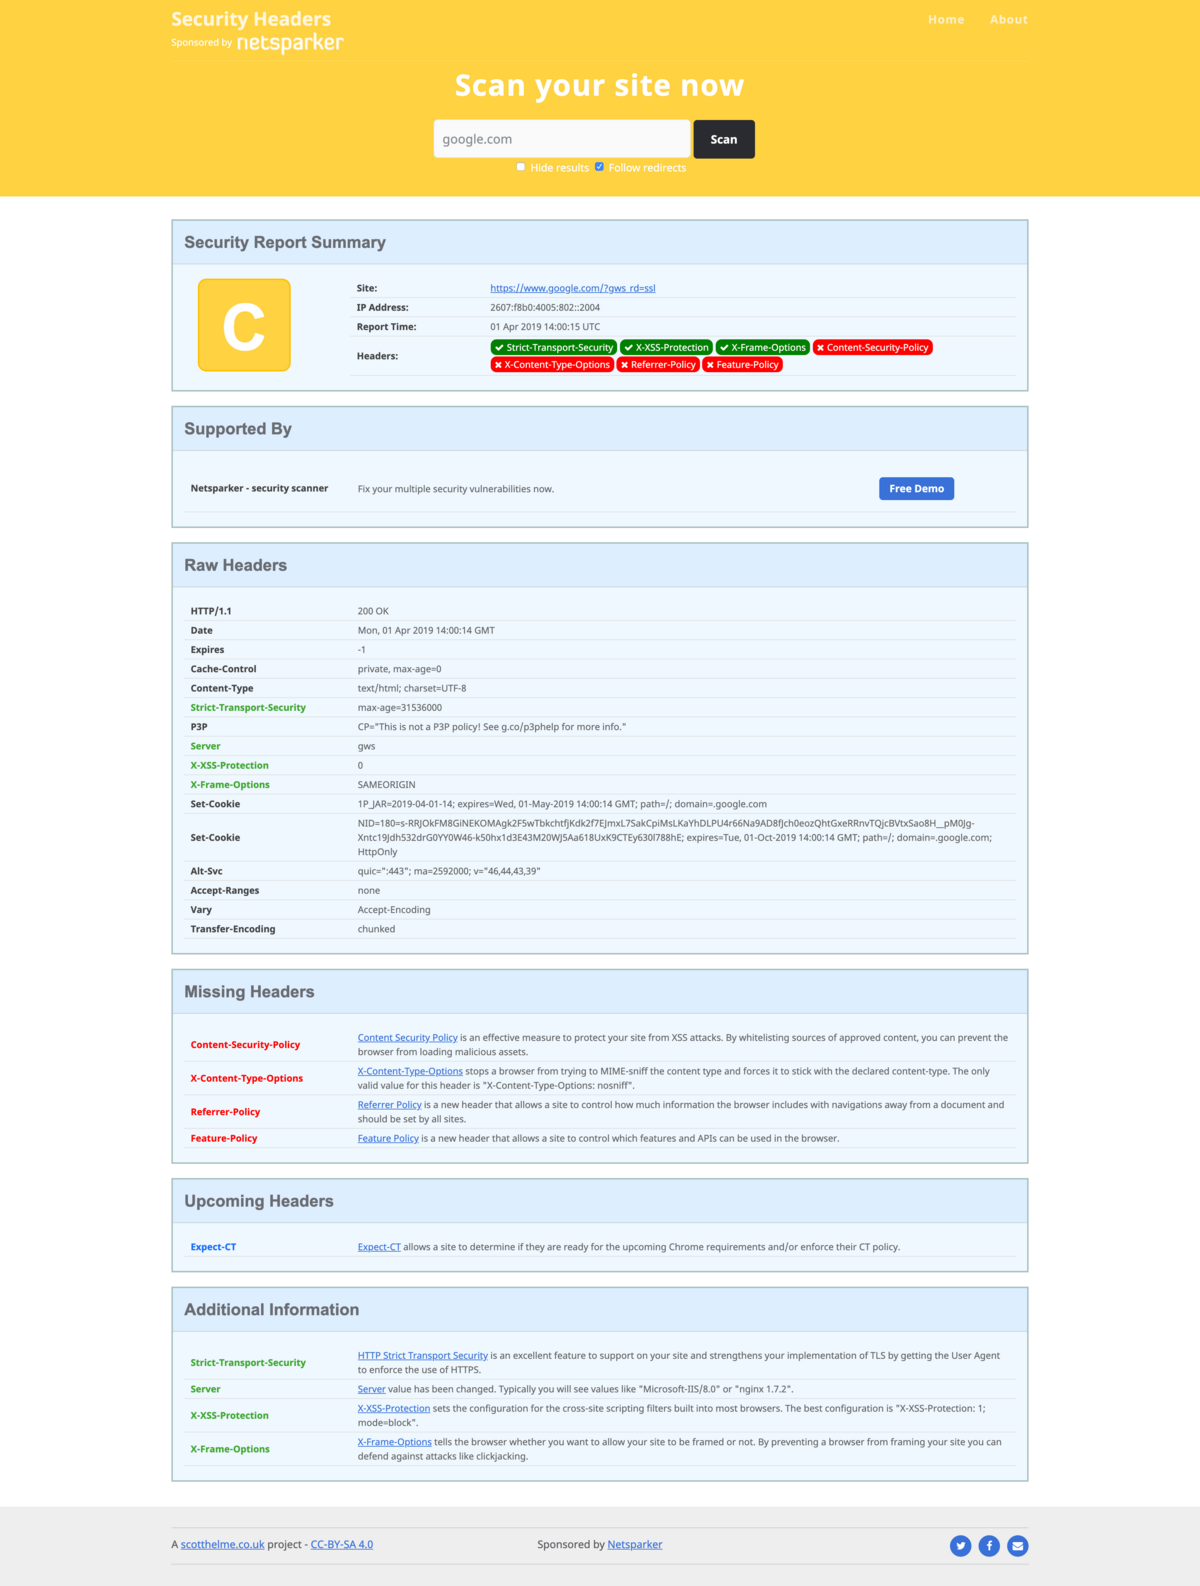 Security Headers
Home About
Sponsored by netsparker
Scan your site now
google.com Scan
Hide results Follow redirects
Security Report Summary
C
Site: https://www.google.com/?gws_rd=ssl
IP Address: 2607:f8b0:4005:802::2004
Report Time: 01 Apr 2019 14:00:15 UTC
Headers: ✔ Strict-Transport-Security ✔ X-XSS-Protection ✔ X-Frame-Options ✖ Content-Security-Policy
✖ X-Content-Type-Options ✖ Referrer-Policy ✖ Feature-Policy
Supported By
Netsparker - security scanner Fix your multiple security vulnerabilities now. Free Demo
Raw Headers
HTTP/1.1 200 OK
Date Mon, 01 Apr 2019 14:00:14 GMT
Expires -1
Cache-Control private, max-age=0
Content-Type text/html; charset=UTF-8
Strict-Transport-Security max-age=31536000
P3P CP="This is not a P3P policy! See g.co/p3phelp for more info."
Server gws
X-XSS-Protection 0
X-Frame-Options SAMEORIGIN
Set-Cookie 1P_JAR=2019-04-01-14; expires=Wed, 01-May-2019 14:00:14 GMT; path=/; domain=.google.com
NID=180=s-RRJOkFM8GiNEKOMAgk2F5wTbkchtfjKdk2f7EJmxL7SakCpiMsLKaYhDLPU4r66Na9AD8fJch0eozQhtGxeRRnvTQjcBVtxSao8H__pM0Jg-
Set-Cookie Xntc19Jdh532drG0YY0W46-k50hx1d3E43M20WJ5Aa618UxK9CTEy630l788hE; expires=Tue, 01-Oct-2019 14:00:14 GMT; path=/; domain=.google.com;
HttpOnly
Alt-Svc quic=":443"; ma=2592000; v="46,44,43,39"
Accept-Ranges none
Vary Accept-Encoding
Transfer-Encoding chunked
Missing Headers
Content-Security-Policy Content Security Policy is an effective measure to protect your site from XSS attacks. By whitelisting sources of approved content, you can prevent the
browser from loading malicious assets.
X-Content-Type-Options X-Content-Type-Options stops a browser from trying to MIME-sniff the content type and forces it to stick with the declared content-type. The only
valid value for this header is "X-Content-Type-Options: nosniff".
Referrer-Policy Referrer Policy is a new header that allows a site to control how much information the browser includes with navigations away from a document and
should be set by all sites.
Feature-Policy Feature Policy is a new header that allows a site to control which features and APIs can be used in the browser.
Upcoming Headers
Expect-CT Expect-CT allows a site to determine if they are ready for the upcoming Chrome requirements and/or enforce their CT policy.
Additional Information
Strict-Transport-Security HTTP Strict Transport Security is an excellent feature to support on your site and strengthens your implementation of TLS by getting the User Agent
to enforce the use of HTTPS.
Server Server value has been changed. Typically you will see values like "Microsoft-IIS/8.0" or "nginx 1.7.2".
X-XSS-Protection X-XSS-Protection sets the configuration for the cross-site scripting filters built into most browsers. The best configuration is "X-XSS-Protection: 1;
mode=block".
X-Frame-Options X-Frame-Options tells the browser whether you want to allow your site to be framed or not. By preventing a browser from framing your site you can
defend against attacks like clickjacking.
A scotthelme.co.uk project - CC-BY-SA 4.0 Sponsored by Netsparker